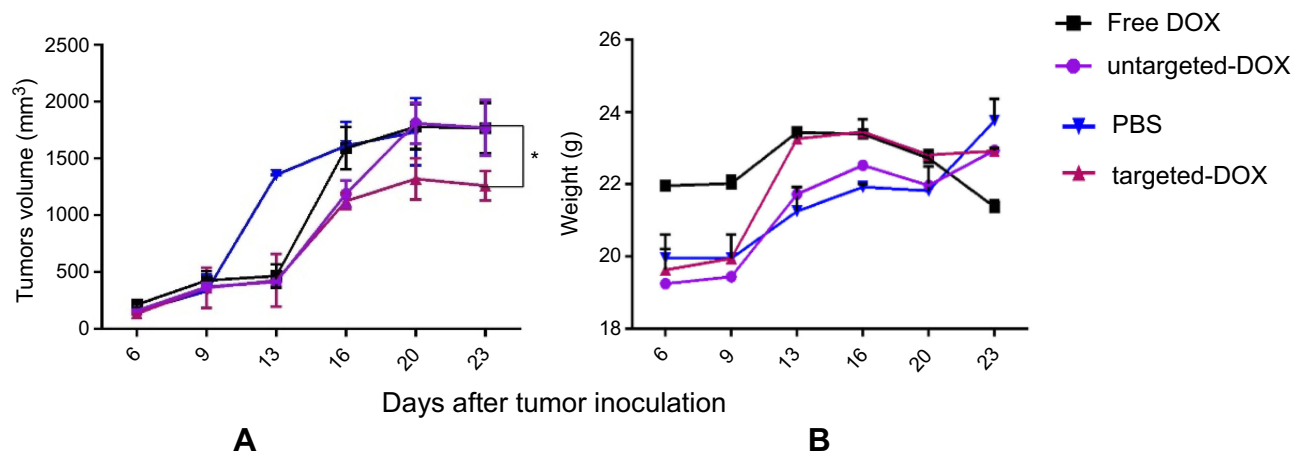 Tumors volume (mm³)
2500
2000
1500
1000
500
0
6
9
13
16
20
23
*
A
Weight (g)
26
24
22
20
18
6
9
13
16
20
23
B
Days after tumor inoculation
Free DOX
untargeted-DOX
PBS
targeted-DOX